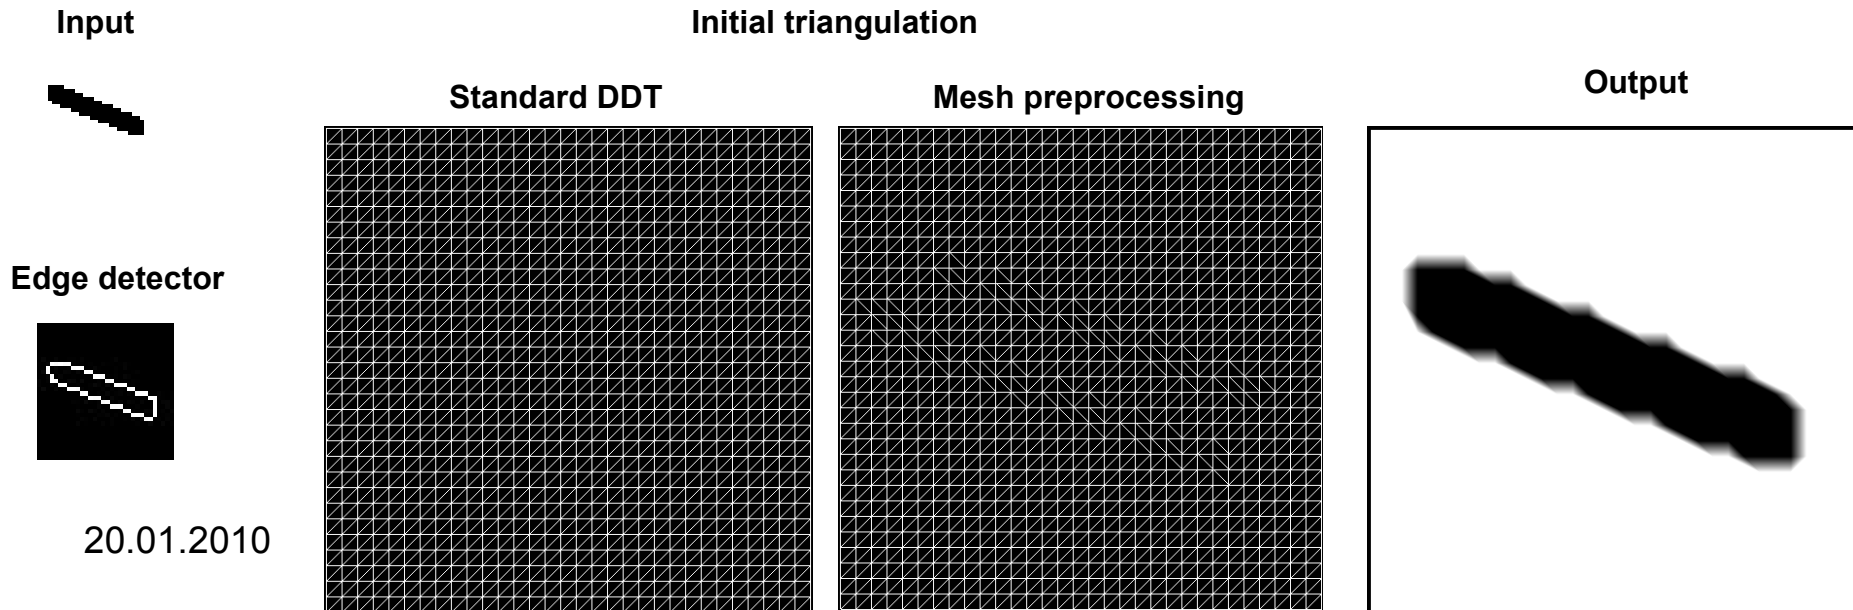 Input
Initial triangulation
Standard DDT
Mesh preprocessing
Output
Edge detector
20.01.2010